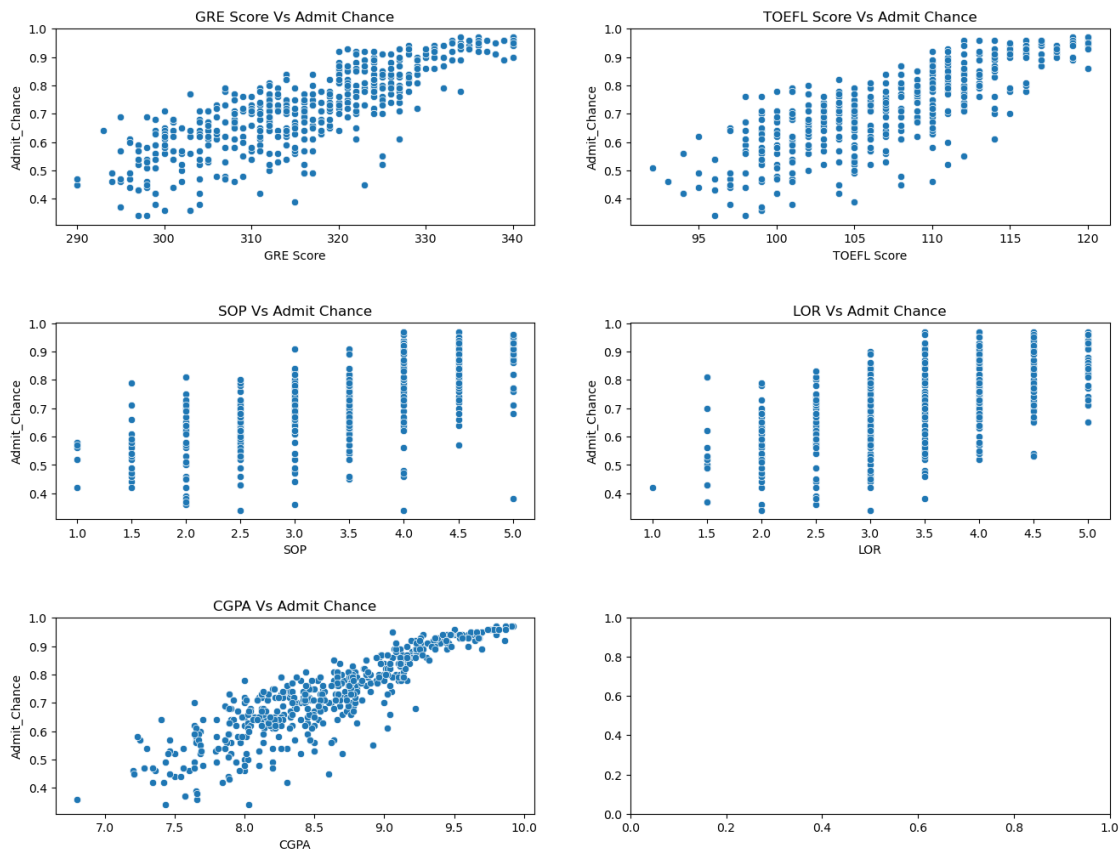 GRE Score Vs Admit Chance
1.0
0.9
0.8
0.7
0.6
0.5
0.4
Admit_Chance
290 300 310 320 330 340
GRE Score
TOEFL Score Vs Admit Chance
1.0
0.9
0.8
0.7
0.6
0.5
0.4
Admit_Chance
95 100 105 110 115 120
TOEFL Score
SOP Vs Admit Chance
1.0
0.9
0.8
0.7
0.6
0.5
0.4
Admit_Chance
1.0 1.5 2.0 2.5 3.0 3.5 4.0 4.5 5.0
SOP
LOR Vs Admit Chance
1.0
0.9
0.8
0.7
0.6
0.5
0.4
Admit_Chance
1.0 1.5 2.0 2.5 3.0 3.5 4.0 4.5 5.0
LOR
CGPA Vs Admit Chance
1.0
0.9
0.8
0.7
0.6
0.5
0.4
Admit_Chance
7.0 7.5 8.0 8.5 9.0 9.5 10.0
CGPA
1.0
0.8
0.6
0.4
0.2
0.0
0.0 0.2 0.4 0.6 0.8 1.0